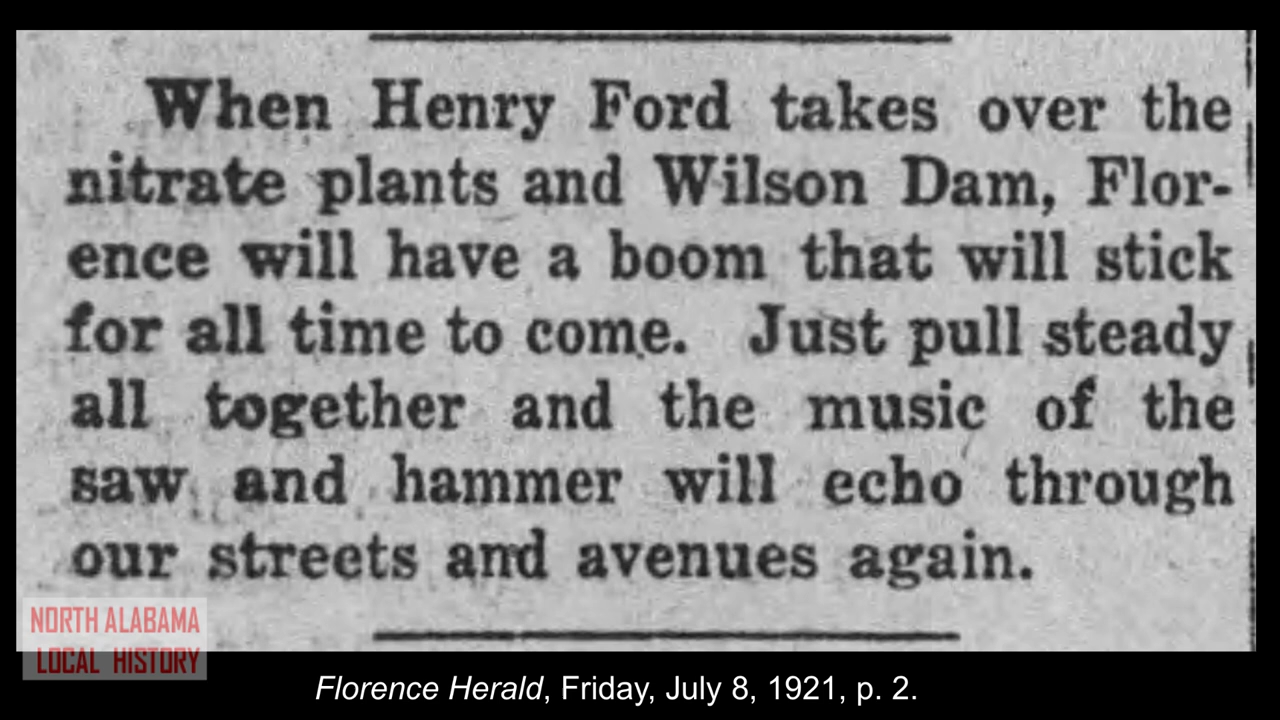 When Henry Ford takes over the
nitrate plants and Wilson Dam, Flor-
ence will have a boom that will stick
for all time to come. Just pull steady
all together and the music of the
saw and hammer will echo through
our streets and avenues again.
NORTH ALABAMA
LOCAL HISTORY
Florence Herald, Friday, July 8, 1921, p. 2.